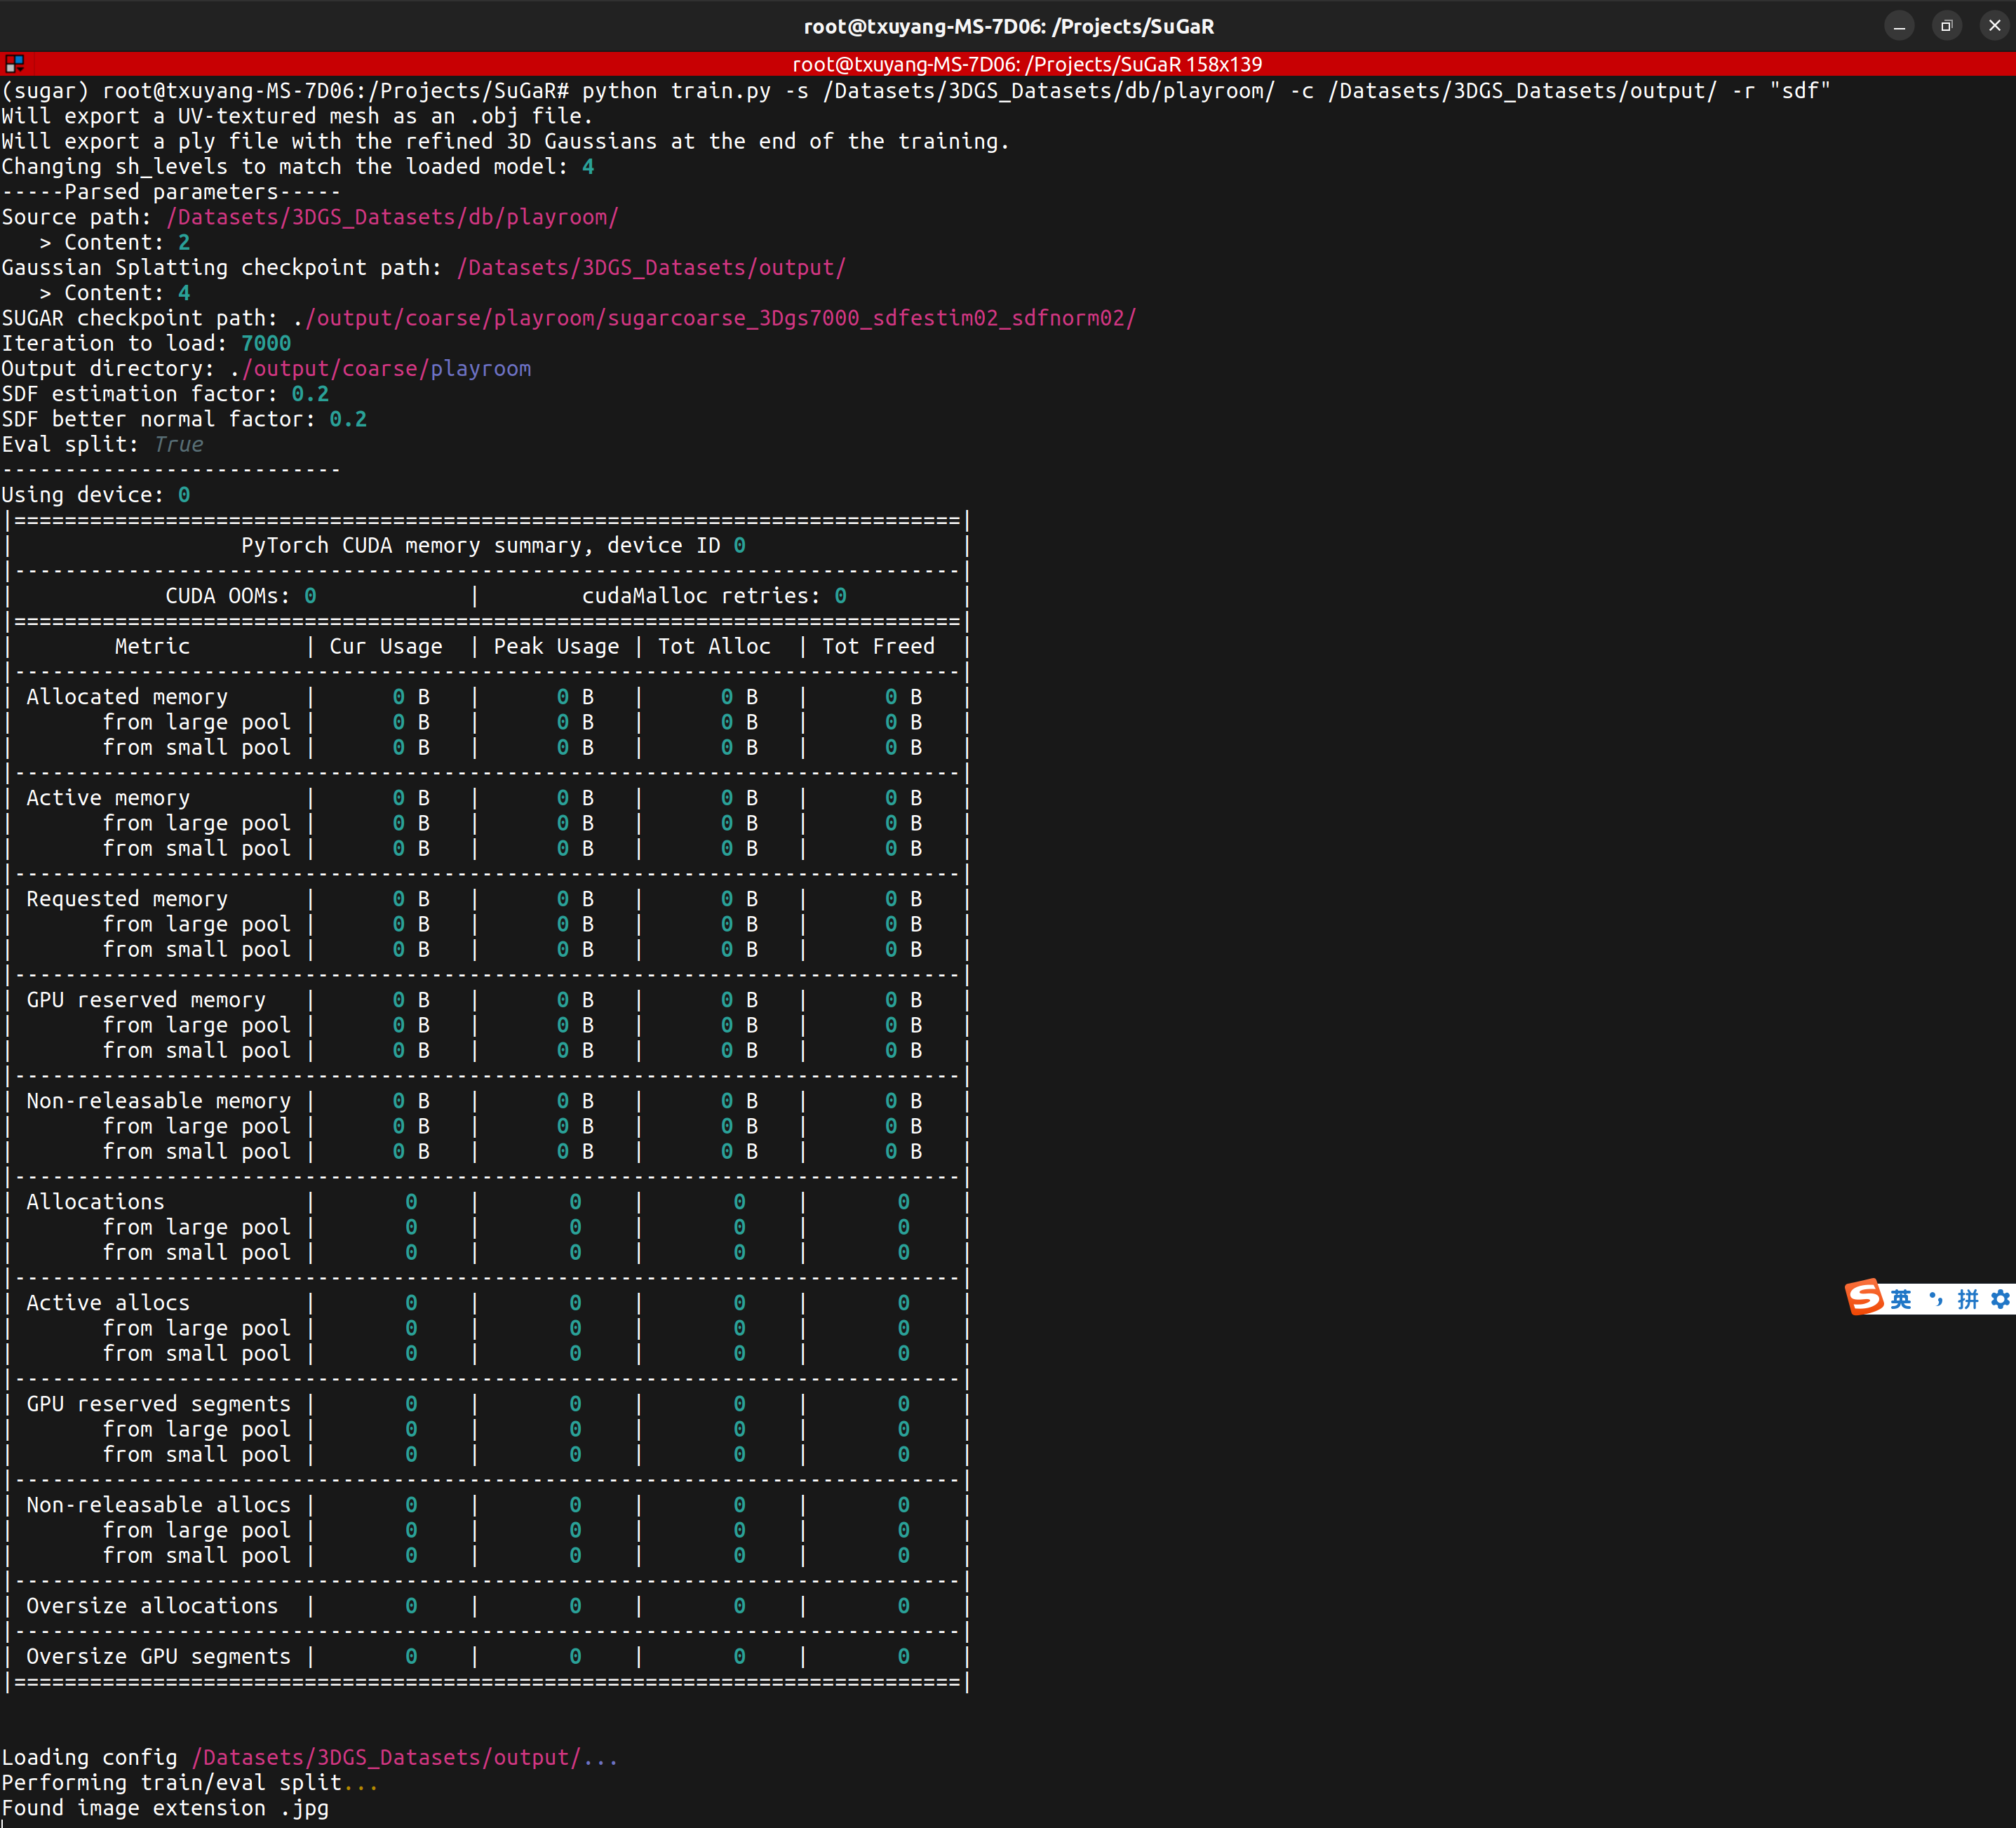 root@txuyang-MS-7D06: /Projects/SuGaR
root@txuyang-MS-7D06: /Projects/SuGaR 158x139
(sugar) root@txuyang-MS-7D06:/Projects/SuGaR# python train.py -s /Datasets/3DGS_Datasets/db/playroom/ -c /Datasets/3DGS_Datasets/output/ -r "sdf"
Will export a UV-textured mesh as an .obj file.
Will export a ply file with the refined 3D Gaussians at the end of the training.
Changing sh_levels to match the loaded model: 4
-----Parsed parameters-----
Source path: /Datasets/3DGS_Datasets/db/playroom/
   > Content: 2
Gaussian Splatting checkpoint path: /Datasets/3DGS_Datasets/output/
   > Content: 4
SUGAR checkpoint path: ./output/coarse/playroom/sugarcoarse_3Dgs7000_sdfestim02_sdfnorm02/
Iteration to load: 7000
Output directory: ./output/coarse/playroom
SDF estimation factor: 0.2
SDF better normal factor: 0.2
Eval split: True
---------------------------
Using device: 0
|===========================================================================|
|                  PyTorch CUDA memory summary, device ID 0                 |
|---------------------------------------------------------------------------|
|            CUDA OOMs: 0            |        cudaMalloc retries: 0         |
|===========================================================================|
|        Metric         | Cur Usage  | Peak Usage | Tot Alloc  | Tot Freed  |
|---------------------------------------------------------------------------|
| Allocated memory      |      0 B   |      0 B   |      0 B   |      0 B   |
|       from large pool |      0 B   |      0 B   |      0 B   |      0 B   |
|       from small pool |      0 B   |      0 B   |      0 B   |      0 B   |
|---------------------------------------------------------------------------|
| Active memory         |      0 B   |      0 B   |      0 B   |      0 B   |
|       from large pool |      0 B   |      0 B   |      0 B   |      0 B   |
|       from small pool |      0 B   |      0 B   |      0 B   |      0 B   |
|---------------------------------------------------------------------------|
| Requested memory      |      0 B   |      0 B   |      0 B   |      0 B   |
|       from large pool |      0 B   |      0 B   |      0 B   |      0 B   |
|       from small pool |      0 B   |      0 B   |      0 B   |      0 B   |
|---------------------------------------------------------------------------|
| GPU reserved memory   |      0 B   |      0 B   |      0 B   |      0 B   |
|       from large pool |      0 B   |      0 B   |      0 B   |      0 B   |
|       from small pool |      0 B   |      0 B   |      0 B   |      0 B   |
|---------------------------------------------------------------------------|
| Non-releasable memory |      0 B   |      0 B   |      0 B   |      0 B   |
|       from large pool |      0 B   |      0 B   |      0 B   |      0 B   |
|       from small pool |      0 B   |      0 B   |      0 B   |      0 B   |
|---------------------------------------------------------------------------|
| Allocations           |       0    |       0    |       0    |       0    |
|       from large pool |       0    |       0    |       0    |       0    |
|       from small pool |       0    |       0    |       0    |       0    |
|---------------------------------------------------------------------------|
| Active allocs         |       0    |       0    |       0    |       0    |
|       from large pool |       0    |       0    |       0    |       0    |
|       from small pool |       0    |       0    |       0    |       0    |
|---------------------------------------------------------------------------|
| GPU reserved segments |       0    |       0    |       0    |       0    |
|       from large pool |       0    |       0    |       0    |       0    |
|       from small pool |       0    |       0    |       0    |       0    |
|---------------------------------------------------------------------------|
| Non-releasable allocs |       0    |       0    |       0    |       0    |
|       from large pool |       0    |       0    |       0    |       0    |
|       from small pool |       0    |       0    |       0    |       0    |
|---------------------------------------------------------------------------|
| Oversize allocations  |       0    |       0    |       0    |       0    |
|---------------------------------------------------------------------------|
| Oversize GPU segments |       0    |       0    |       0    |       0    |
|===========================================================================|
Loading config /Datasets/3DGS_Datasets/output/...
Performing train/eval split...
Found image extension .jpg
S 英 拼